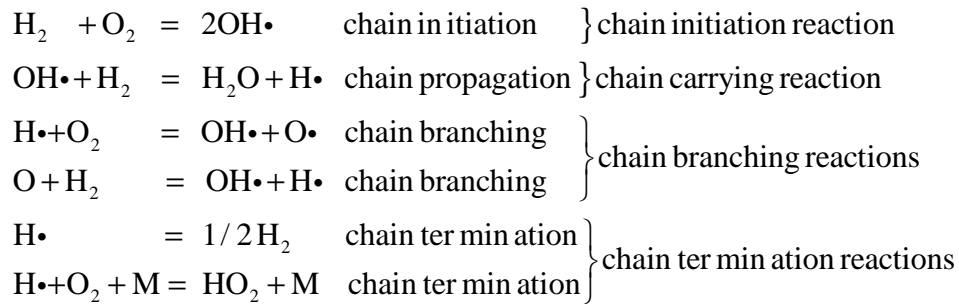 H₂ + O₂ = 2OH• chain in itiation } chain initiation reaction
OH•+H₂ = H₂O + H• chain propagation } chain carrying reaction
H•+O₂ = OH•+O• chain branching
O+H₂ = OH•+H• chain branching } chain branching reactions
H• = 1/2H₂ chain ter min ation
H•+O₂ + M = HO₂ + M chain ter min ation } chain ter min ation reactions